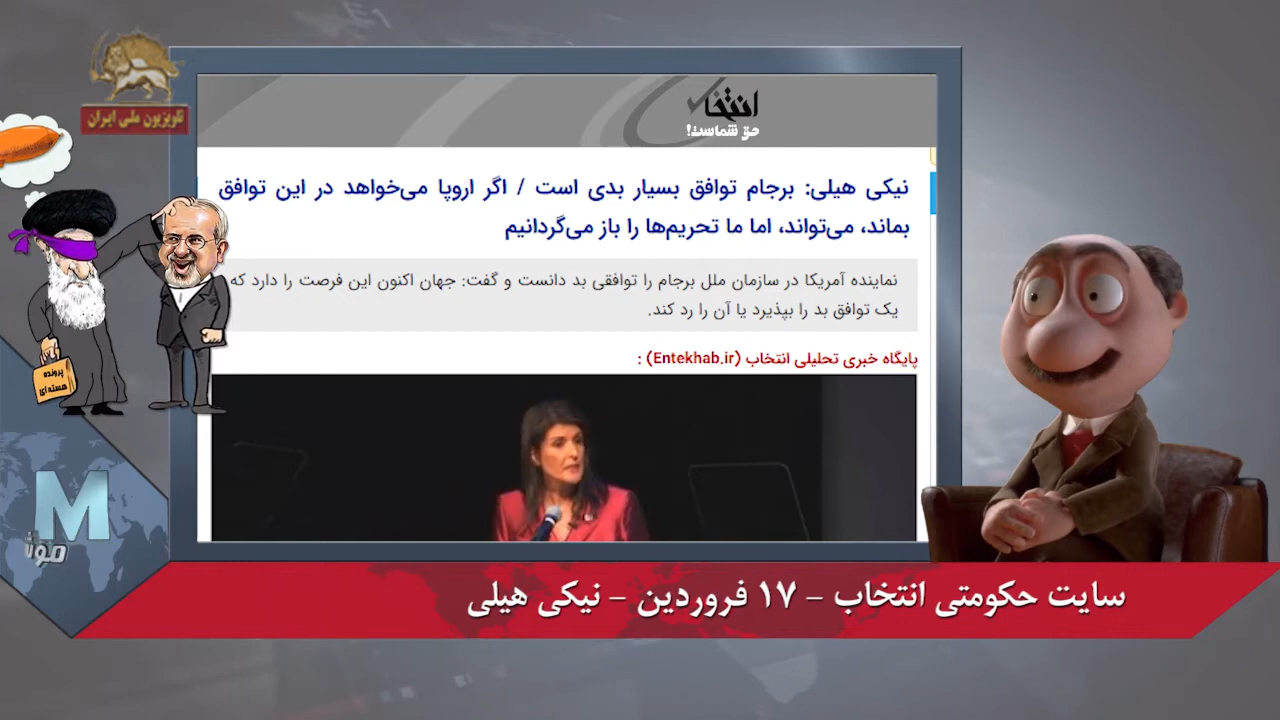 تلویزیون ملی ایران
انتخاب
حق شماست!
نیکی هیلی: برجام توافق بسیار بدی است / اگر اروپا می‌خواهد در این توافق
بماند، می‌تواند، اما ما تحریم‌ها را باز می‌گردانیم
نماینده آمریکا در سازمان ملل برجام را توافقی بد دانست و گفت: جهان اکنون این فرصت را دارد که
یک توافق بد را بپذیرد یا آن را رد کند.
پایگاه خبری تحلیلی انتخاب (Entekhab.ir) :
پرونده
هسته ای
M
سایت حکومتی انتخاب – ۱۷ فروردین – نیکی هیلی